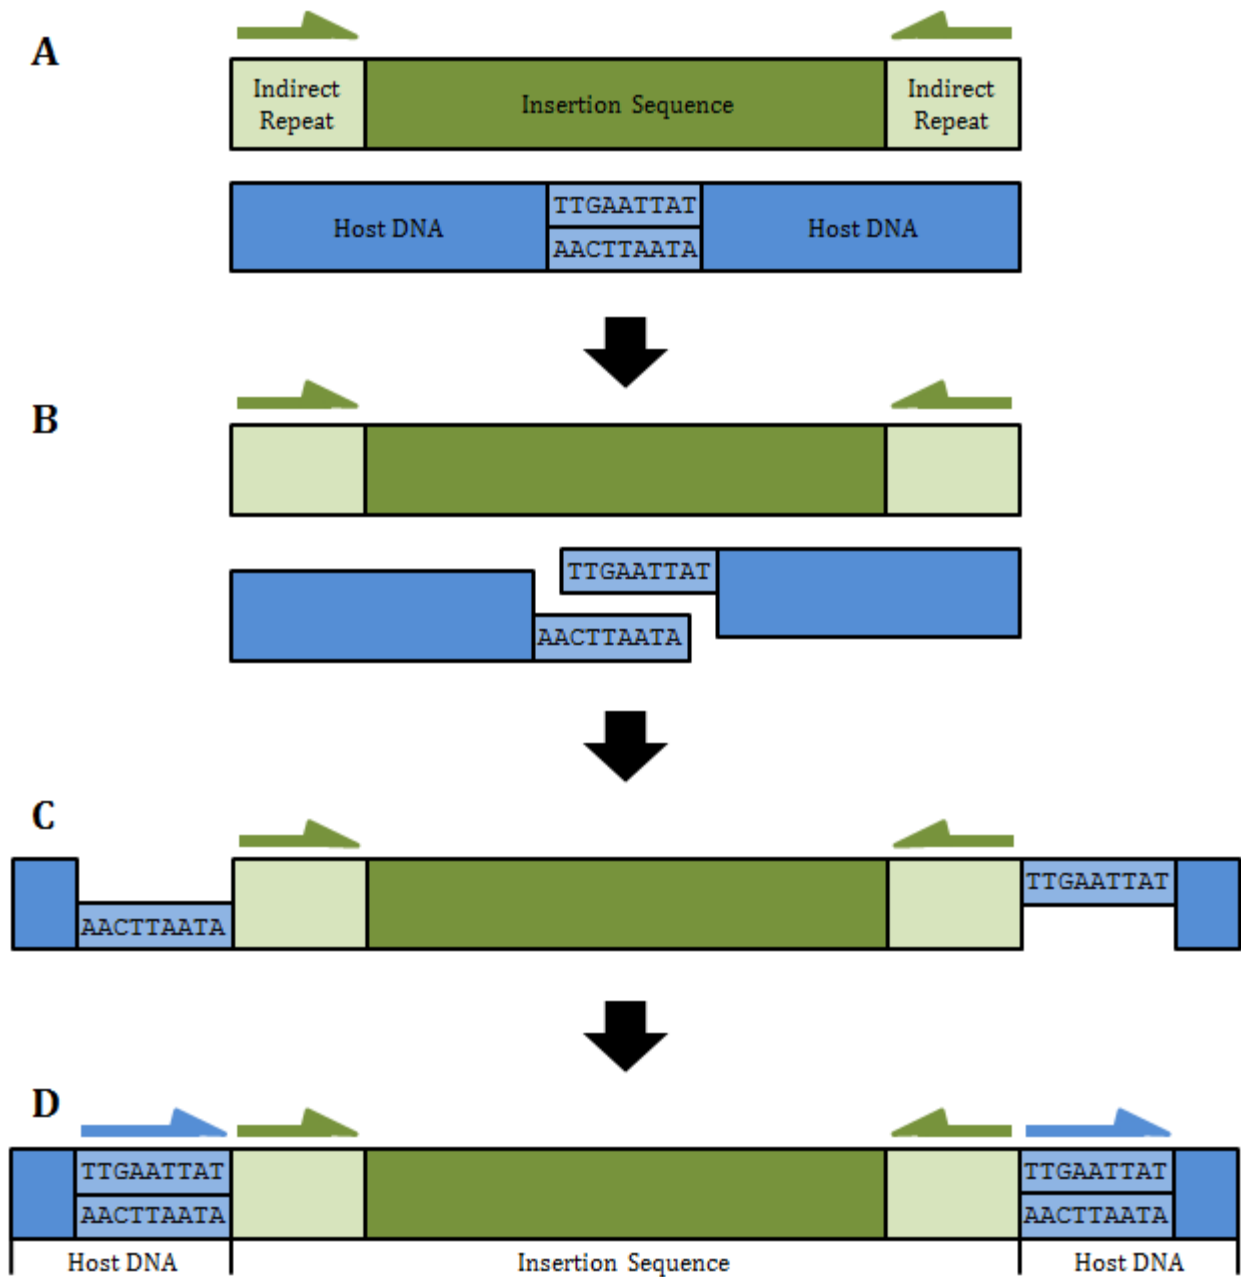 A
Indirect
Repeat
Insertion Sequence
Indirect
Repeat
Host DNA
TTGAATTAT
AACTTAATA
Host DNA
B
TTGAATTAT
AACTTAATA
C
AACTTAATA
TTGAATTAT
D
TTGAATTAT
AACTTAATA
TTGAATTAT
AACTTAATA
Host DNA
Insertion Sequence
Host DNA